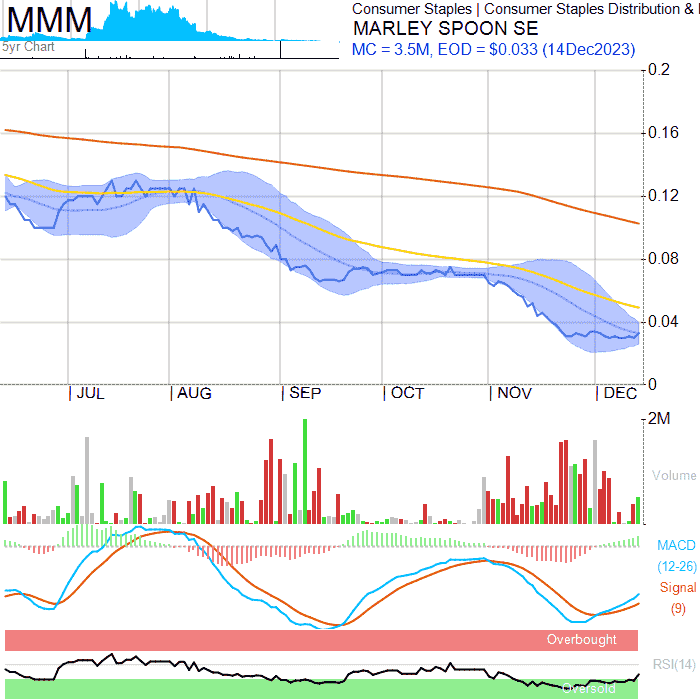 MMM
5yr Chart
Consumer Staples | Consumer Staples Distribution &
MARLEY SPOON SE
MC = 3.5M, EOD = $0.033 (14Dec2023)
0.2
0.16
0.12
0.08
0.04
0
JUL AUG SEP OCT NOV DEC
2M
Volume
MACD
(12-26)
Signal
(9)
Overbought
RSI(14)
Oversold